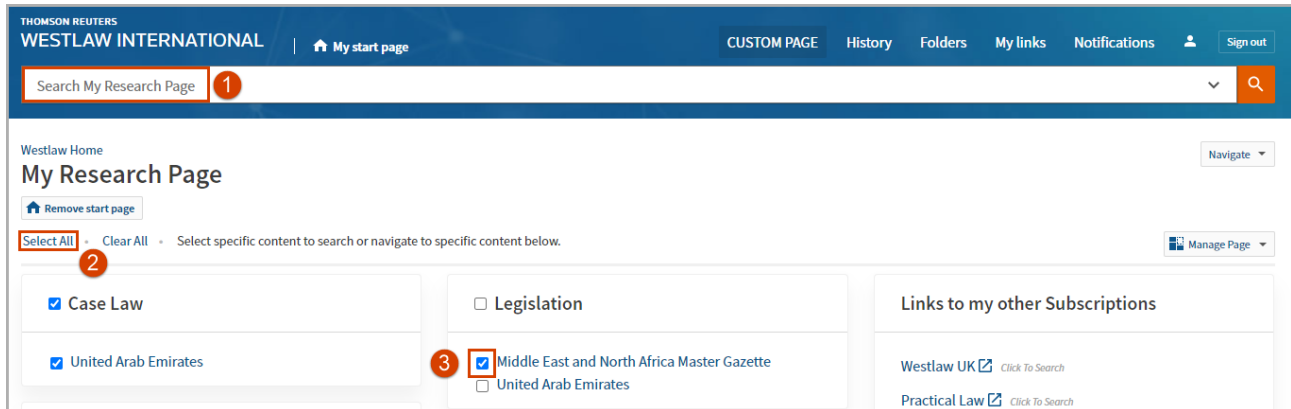 THOMSON REUTERS
WESTLAW INTERNATIONAL | My start page CUSTOM PAGE History Folders My links Notifications Sign out
Search My Research Page 1
Westlaw Home
Navigate
My Research Page
Remove start page
Select All • Clear All • Select specific content to search or navigate to specific content below.
Manage Page
2
Case Law
United Arab Emirates
Legislation
3 Middle East and North Africa Master Gazette
United Arab Emirates
Links to my other Subscriptions
Westlaw UK Click To Search
Practical Law Click To Search